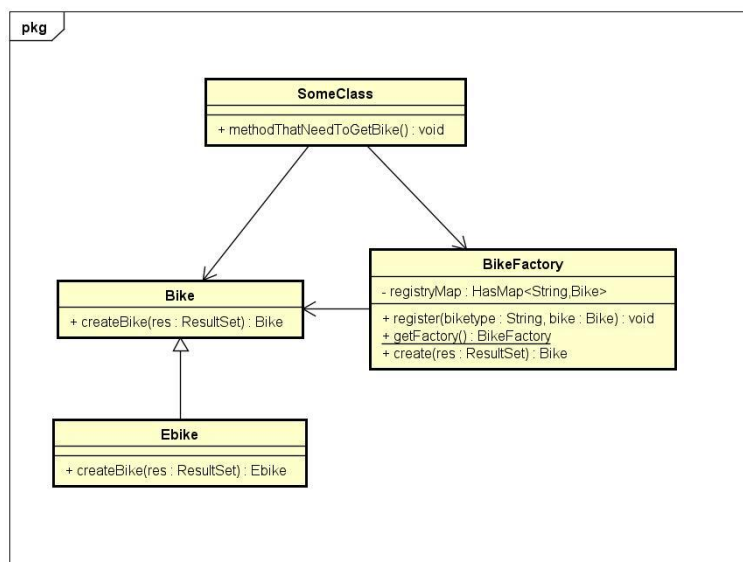 pkg
SomeClass
+ methodThatNeedToGetBike() : void
BikeFactory
- registryMap : HasMap<String,Bike>
+ register(biketype : String, bike : Bike) : void
+ getFactory() : BikeFactory
+ create(res : ResultSet) : Bike
Bike
+ createBike(res : ResultSet) : Bike
Ebike
+ createBike(res : ResultSet) : Ebike